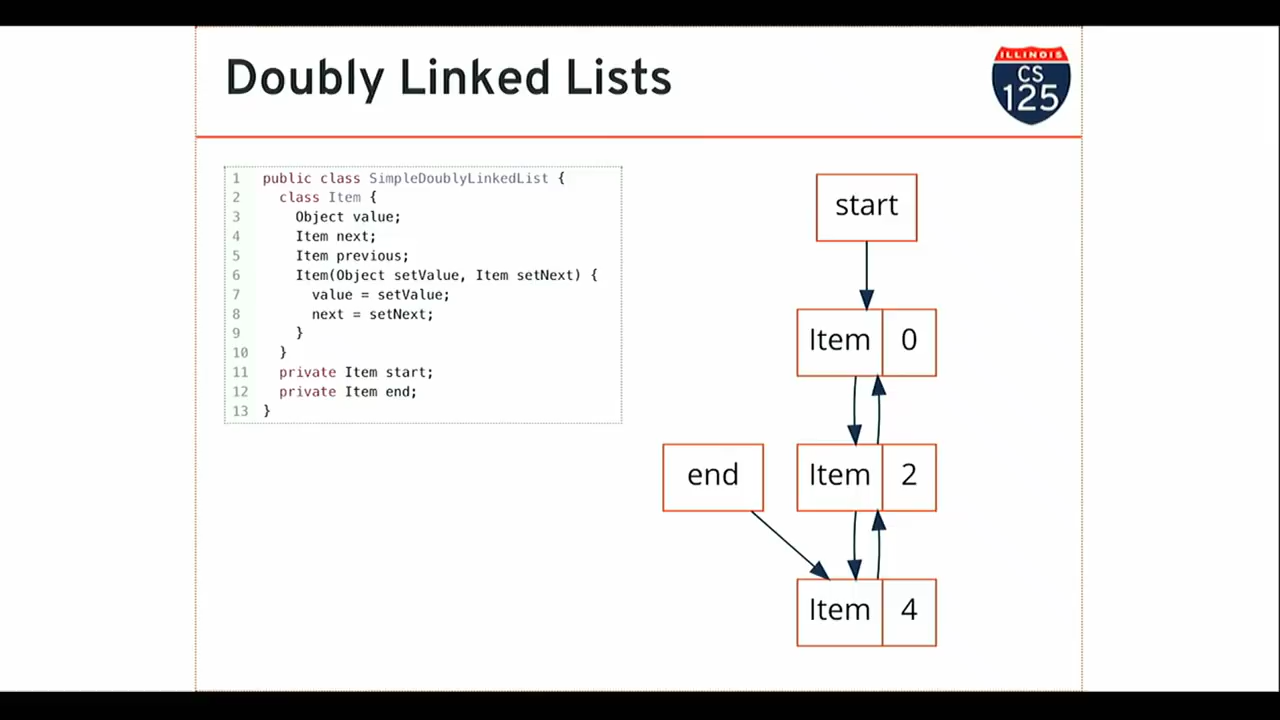 Doubly Linked Lists
ILLINOIS
CS
125
1 public class SimpleDoublyLinkedList {
2   class Item {
3     Object value;
4     Item next;
5     Item previous;
6     Item(Object setValue, Item setNext) {
7       value = setValue;
8       next = setNext;
9     }
10   }
11   private Item start;
12   private Item end;
13 }
start
Item 0
end
Item 2
Item 4